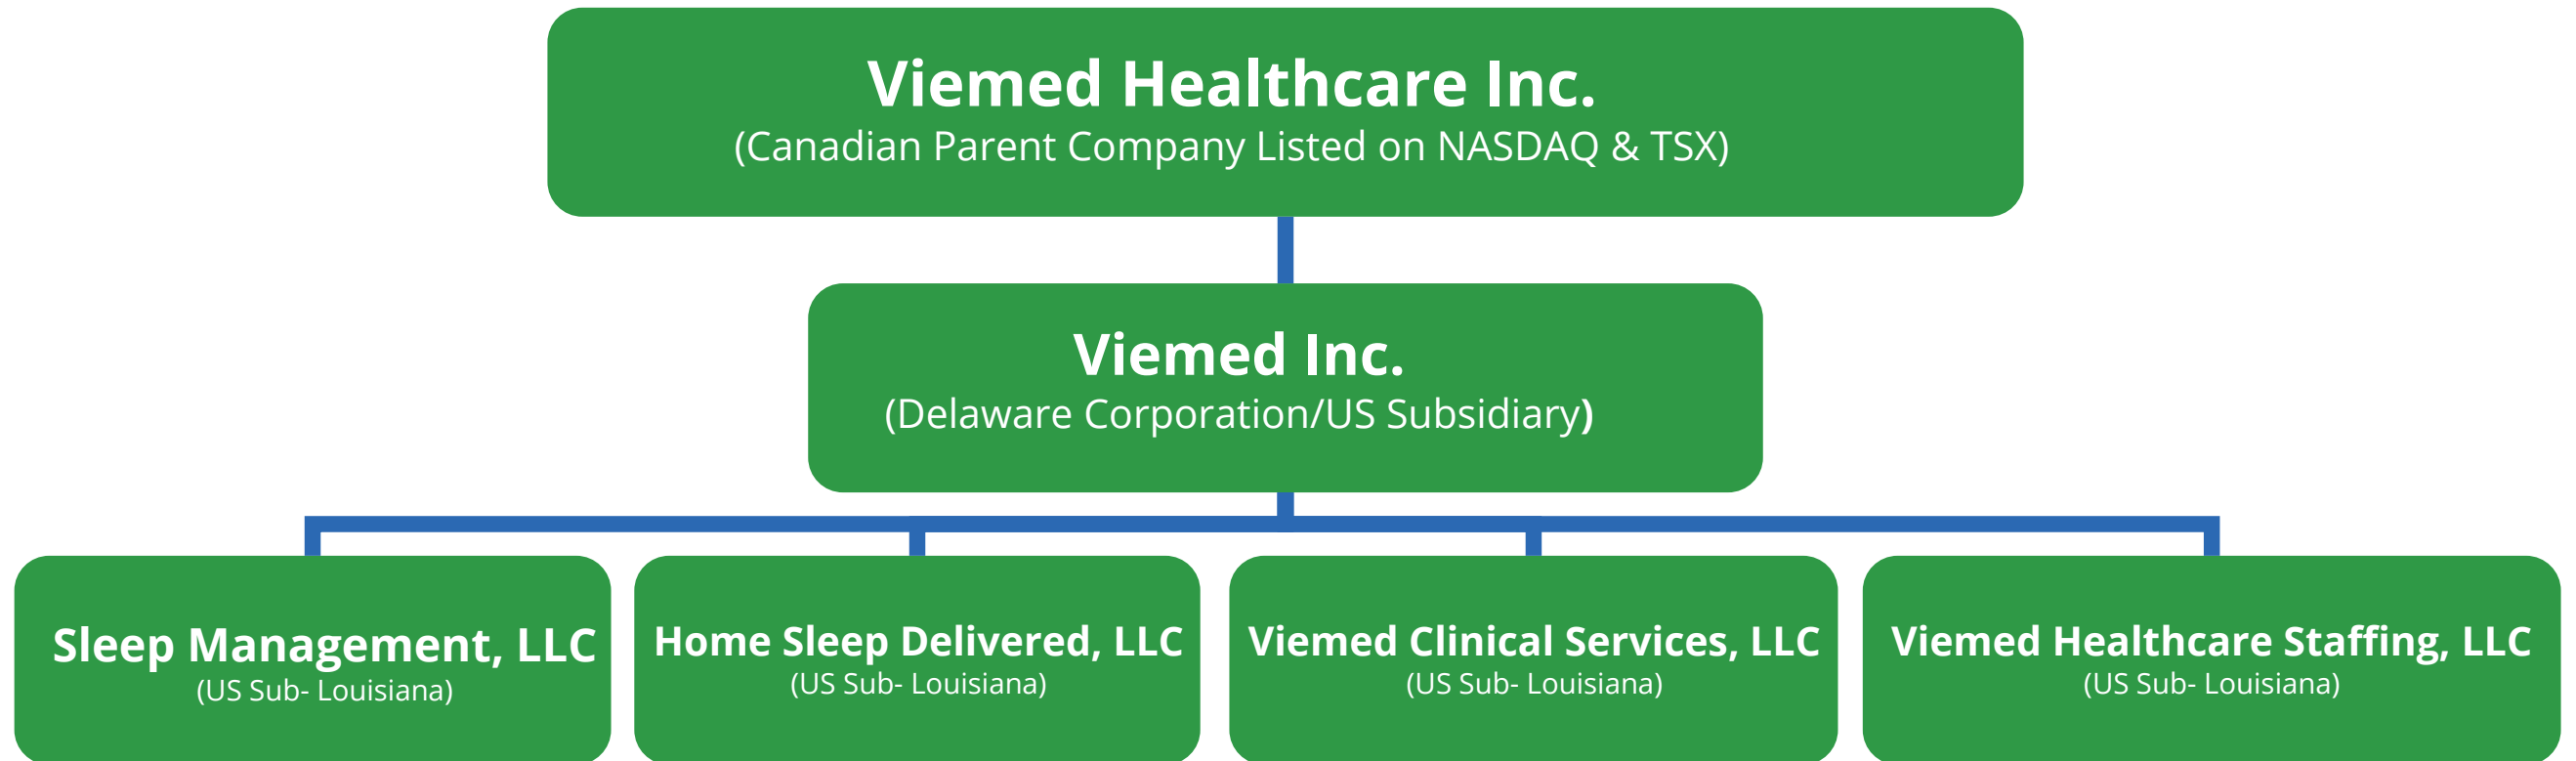 Viemed Healthcare Inc.
(Canadian Parent Company Listed on NASDAQ & TSX)
Viemed Inc.
(Delaware Corporation/US Subsidiary)
Sleep Management, LLC
(US Sub- Louisiana)
Home Sleep Delivered, LLC
(US Sub- Louisiana)
Viemed Clinical Services, LLC
(US Sub- Louisiana)
Viemed Healthcare Staffing, LLC
(US Sub- Louisiana)